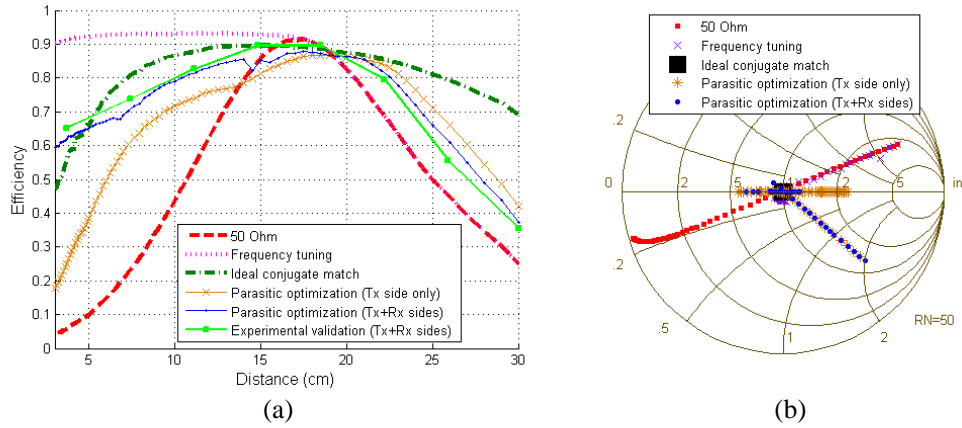 1
0.9
0.8
0.7
0.6
0.5
0.4
0.3
0.2
0.1
0
Efficiency
50 Ohm
Frequency tuning
Ideal conjugate match
Parasitic optimization (Tx side only)
Parasitic optimization (Tx+Rx sides)
Experimental validation (Tx+Rx sides)
5 10 15 20 25 30
Distance (cm)
(a)
50 Ohm
Frequency tuning
Ideal conjugate match
Parasitic optimization (Tx side only)
Parasitic optimization (Tx+Rx sides)
.2
0 .2 .5 1 2 5 in
.2
.5
1
2
RN=50
(b)